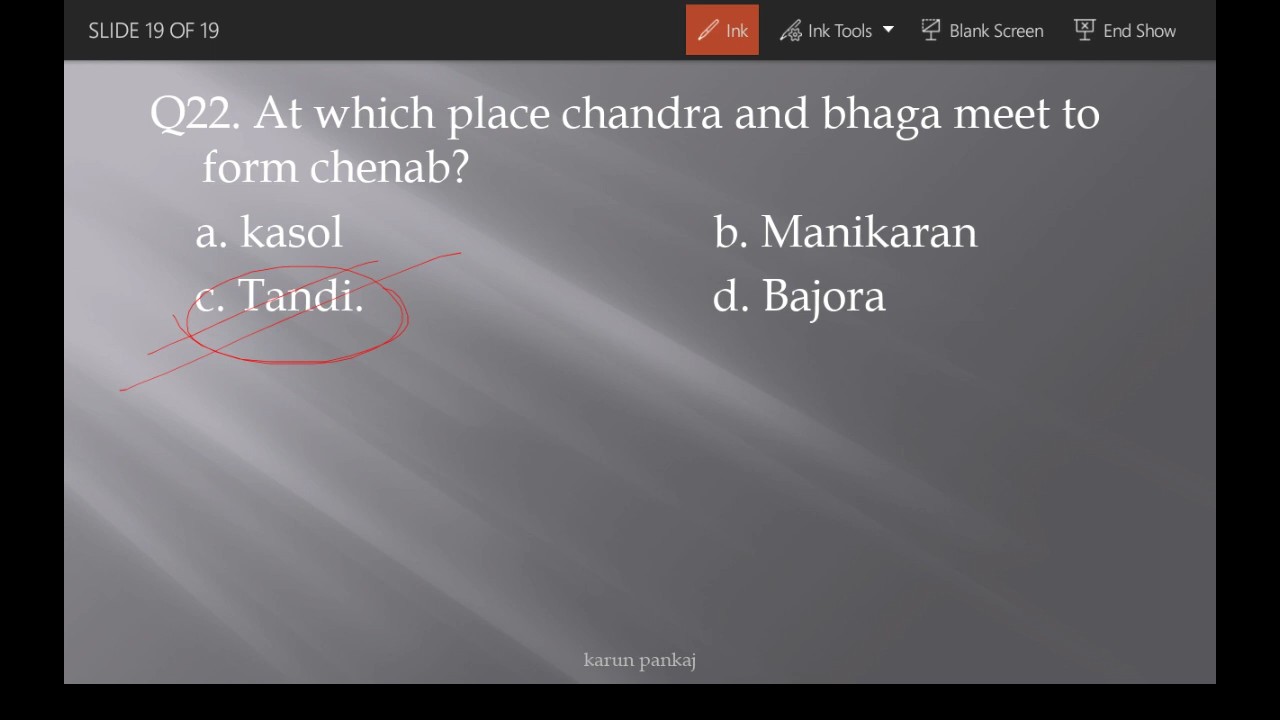 SLIDE 19 OF 19
Ink
Ink Tools
Blank Screen
End Show
Q22. At which place chandra and bhaga meet to
form chenab?
a. kasol b. Manikaran
c. Tandi. d. Bajora
karun pankaj